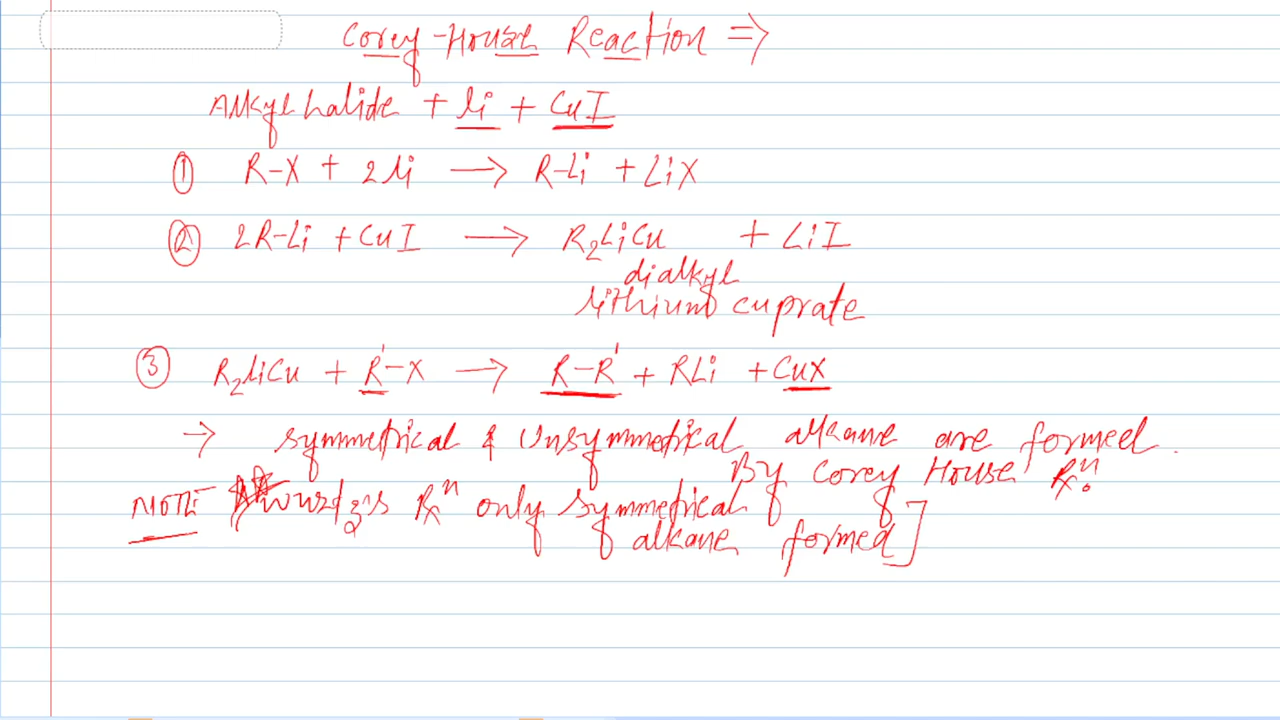 Corey-House Reaction ⇒
Alkyl halide + Li + CuI
① R-X + 2Li → R-Li + LiX
② 2R-Li + CuI → R₂LiCu + LiI
dialkyl
lithium cuprate
③ R₂LiCu + R'-X → R-R' + RLi + CuX
→ symmetrical & Unsymmetrical alkane are formed.
By Corey House Rxⁿ.
NOTE wurtz's Rxⁿ only symmetrical
alkane formed]